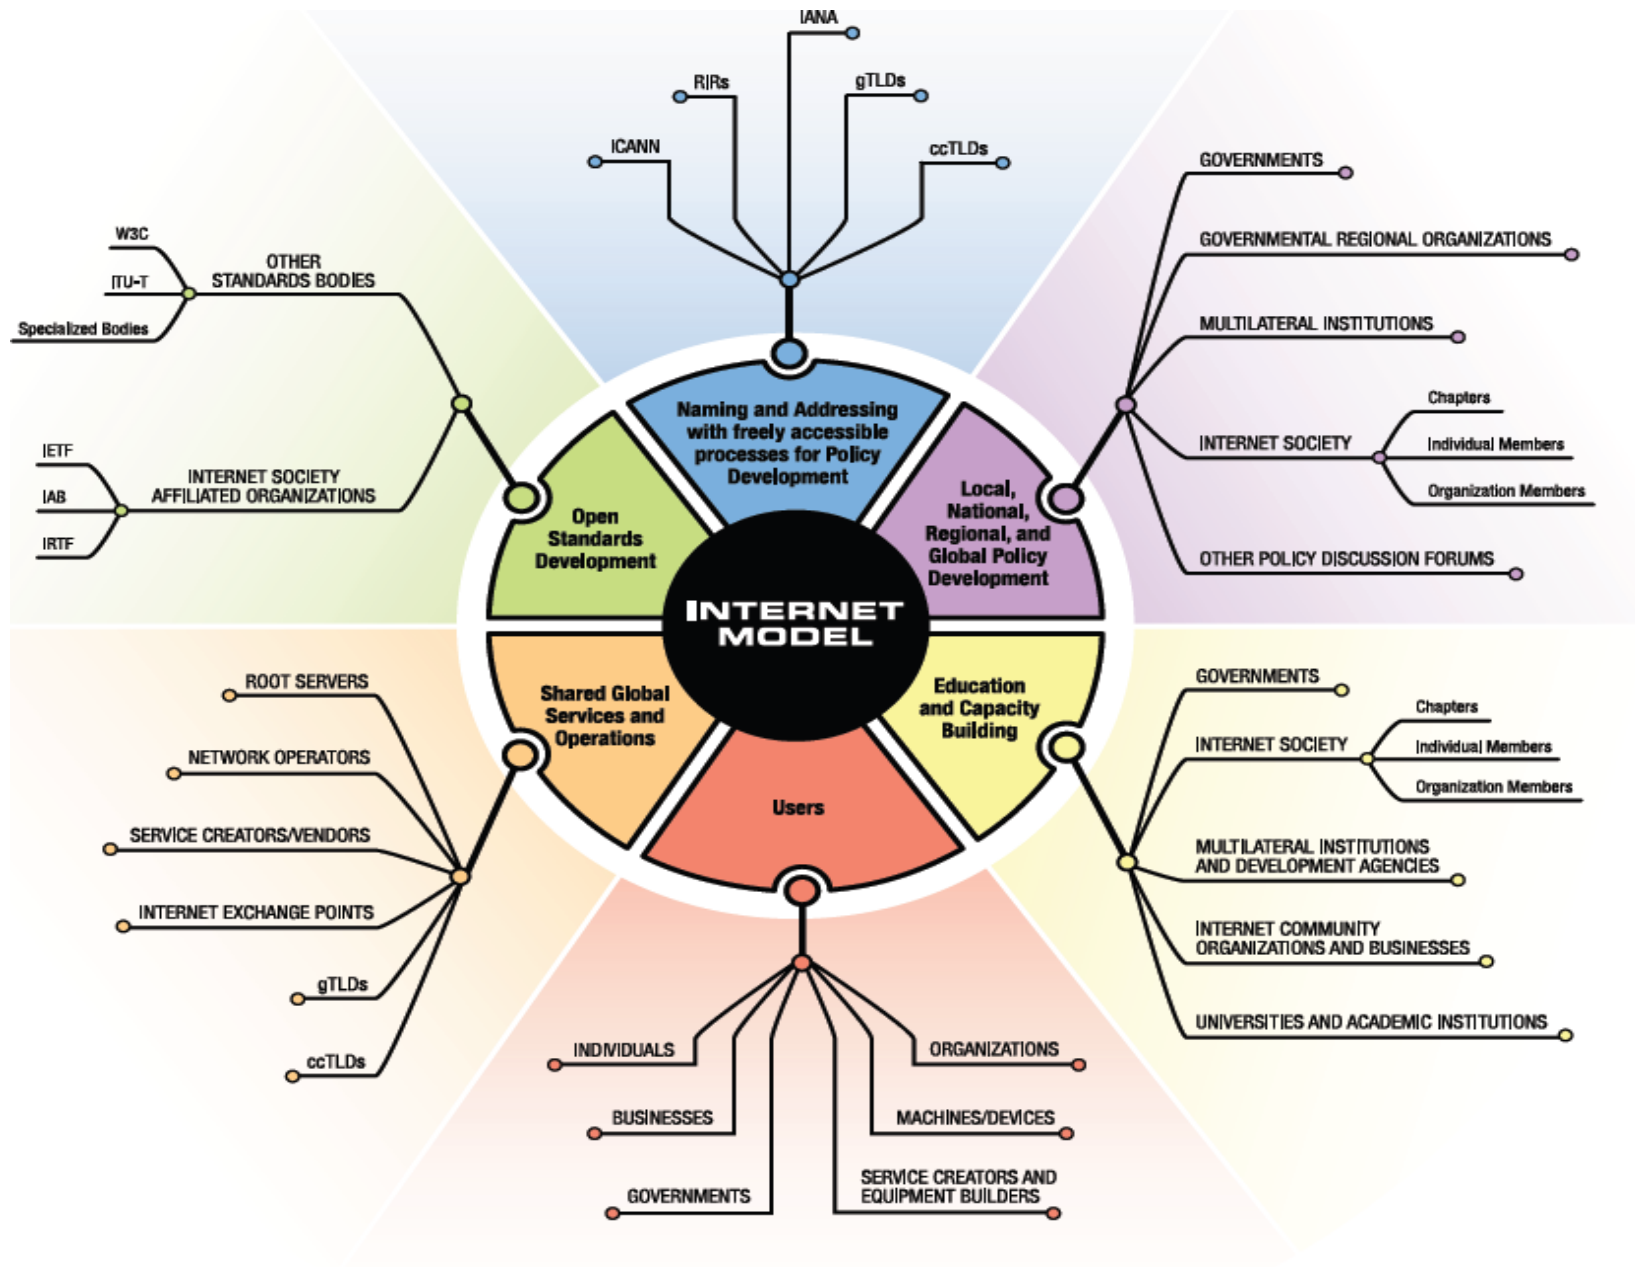 IANA
RIRs
gTLDs
ICANN
ccTLDs
GOVERNMENTS
GOVERNMENTAL REGIONAL ORGANIZATIONS
MULTILATERAL INSTITUTIONS
INTERNET SOCIETY
Chapters
Individual Members
Organization Members
OTHER POLICY DISCUSSION FORUMS
W3C
ITU-T
Specialized Bodies
OTHER
STANDARDS BODIES
IETF
IAB
IRTF
INTERNET SOCIETY
AFFILIATED ORGANIZATIONS
Naming and Addressing
with freely accessible
processes for Policy
Development
Local,
National,
Regional, and
Global Policy
Development
Open
Standards
Development
INTERNET
MODEL
Shared Global
Services and
Operations
Education
and Capacity
Building
Users
ROOT SERVERS
NETWORK OPERATORS
SERVICE CREATORS/VENDORS
INTERNET EXCHANGE POINTS
gTLDs
ccTLDs
GOVERNMENTS
INTERNET SOCIETY
Chapters
Individual Members
Organization Members
MULTILATERAL INSTITUTIONS
AND DEVELOPMENT AGENCIES
INTERNET COMMUNITY
ORGANIZATIONS AND BUSINESSES
UNIVERSITIES AND ACADEMIC INSTITUTIONS
INDIVIDUALS
BUSINESSES
GOVERNMENTS
ORGANIZATIONS
MACHINES/DEVICES
SERVICE CREATORS AND
EQUIPMENT BUILDERS